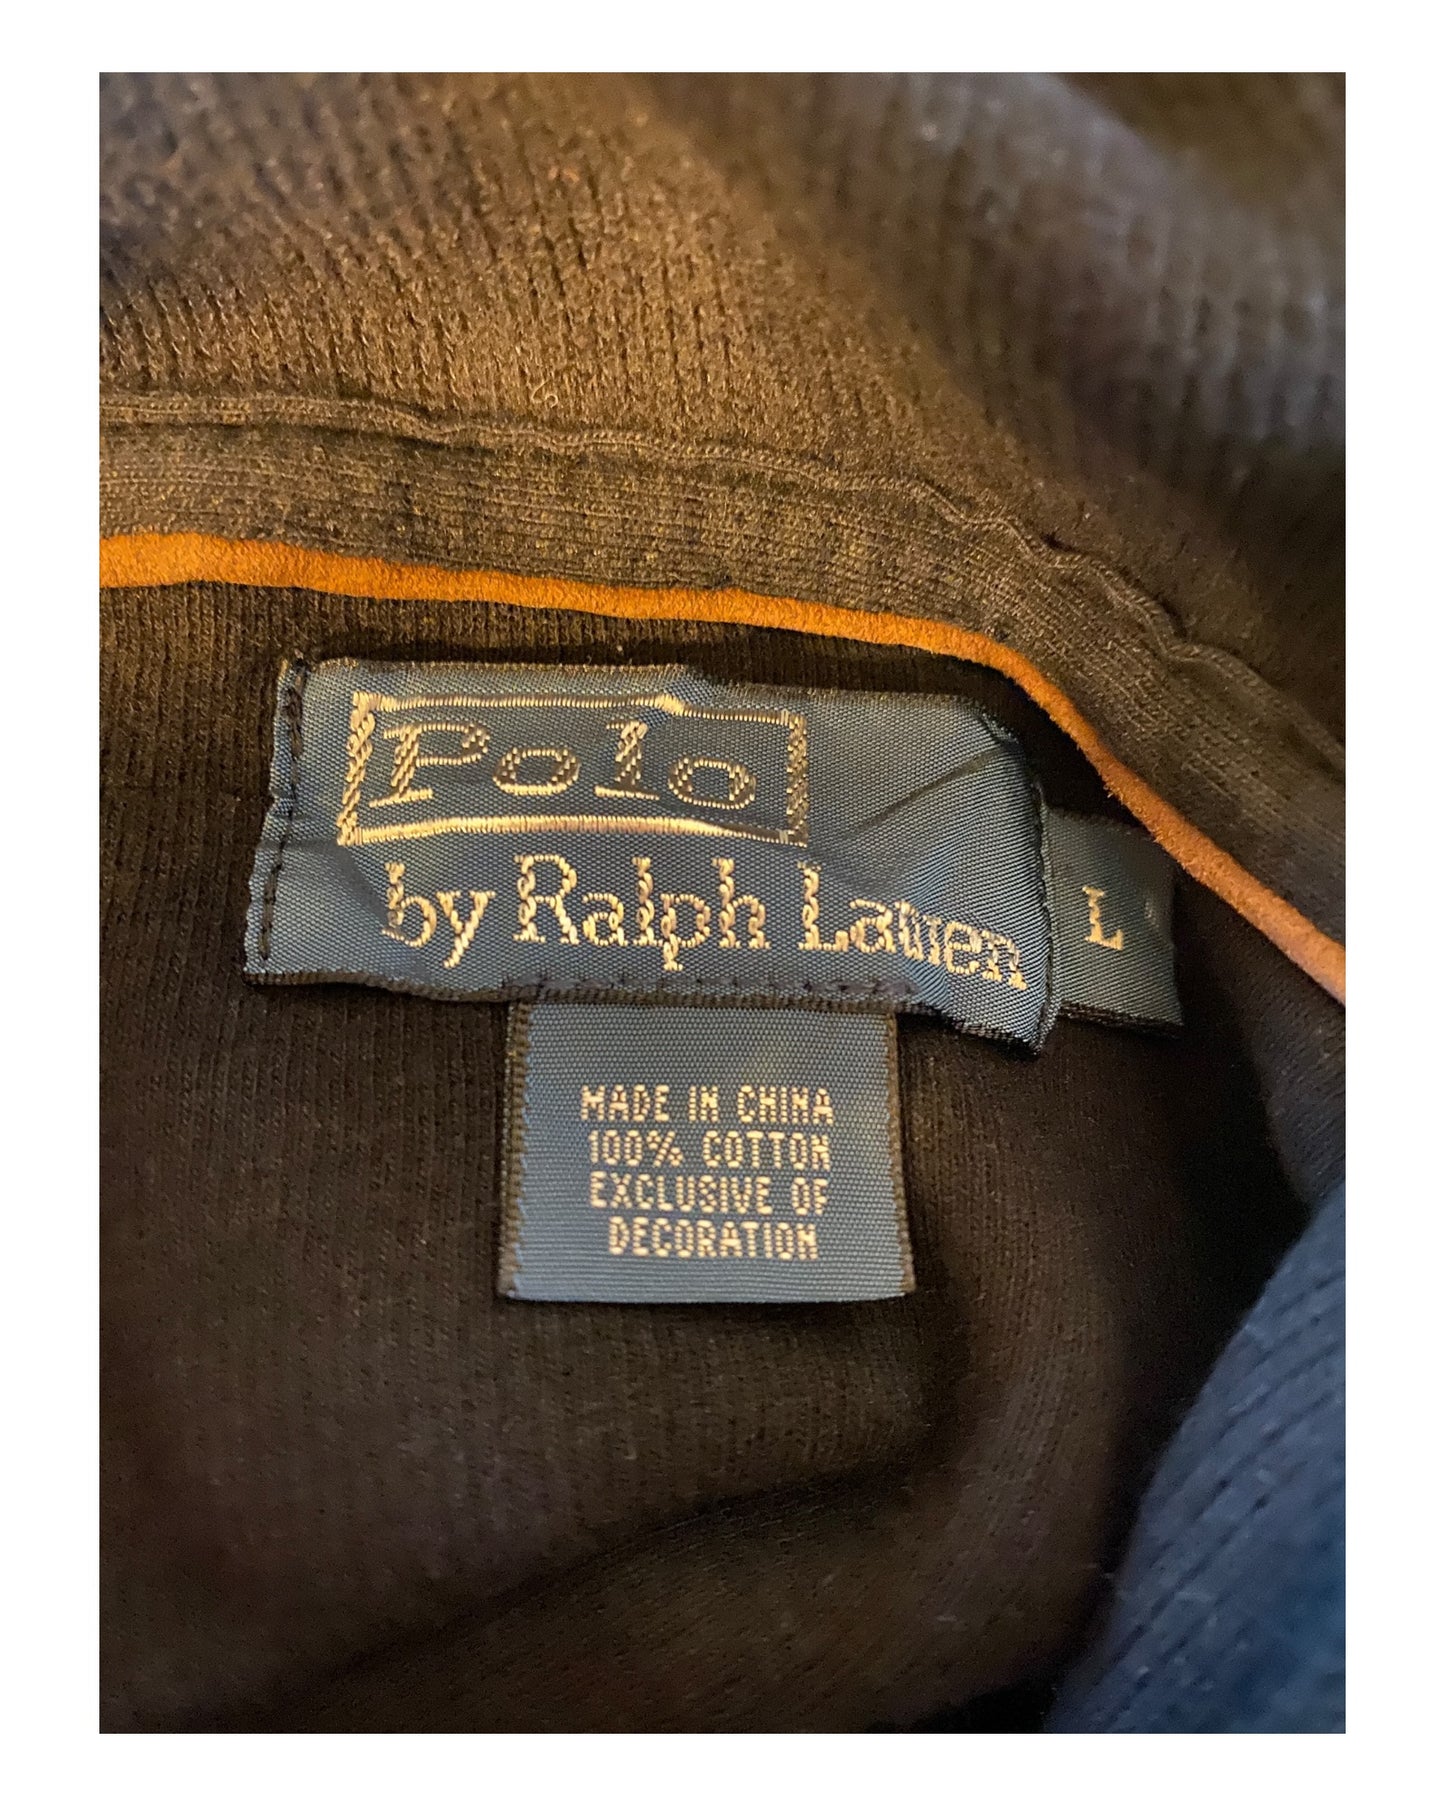 Polo
by Ralph Lauren
L
MADE IN CHINA
100% COTTON
EXCLUSIVE OF
DECORATION